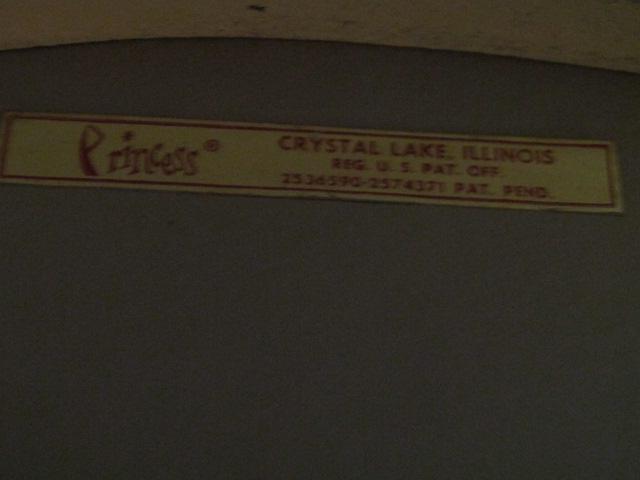 Princess®
CRYSTAL LAKE, ILLINOIS
REG. U. S. PAT. OFF.
2536590-2574371 PAT. PEND.